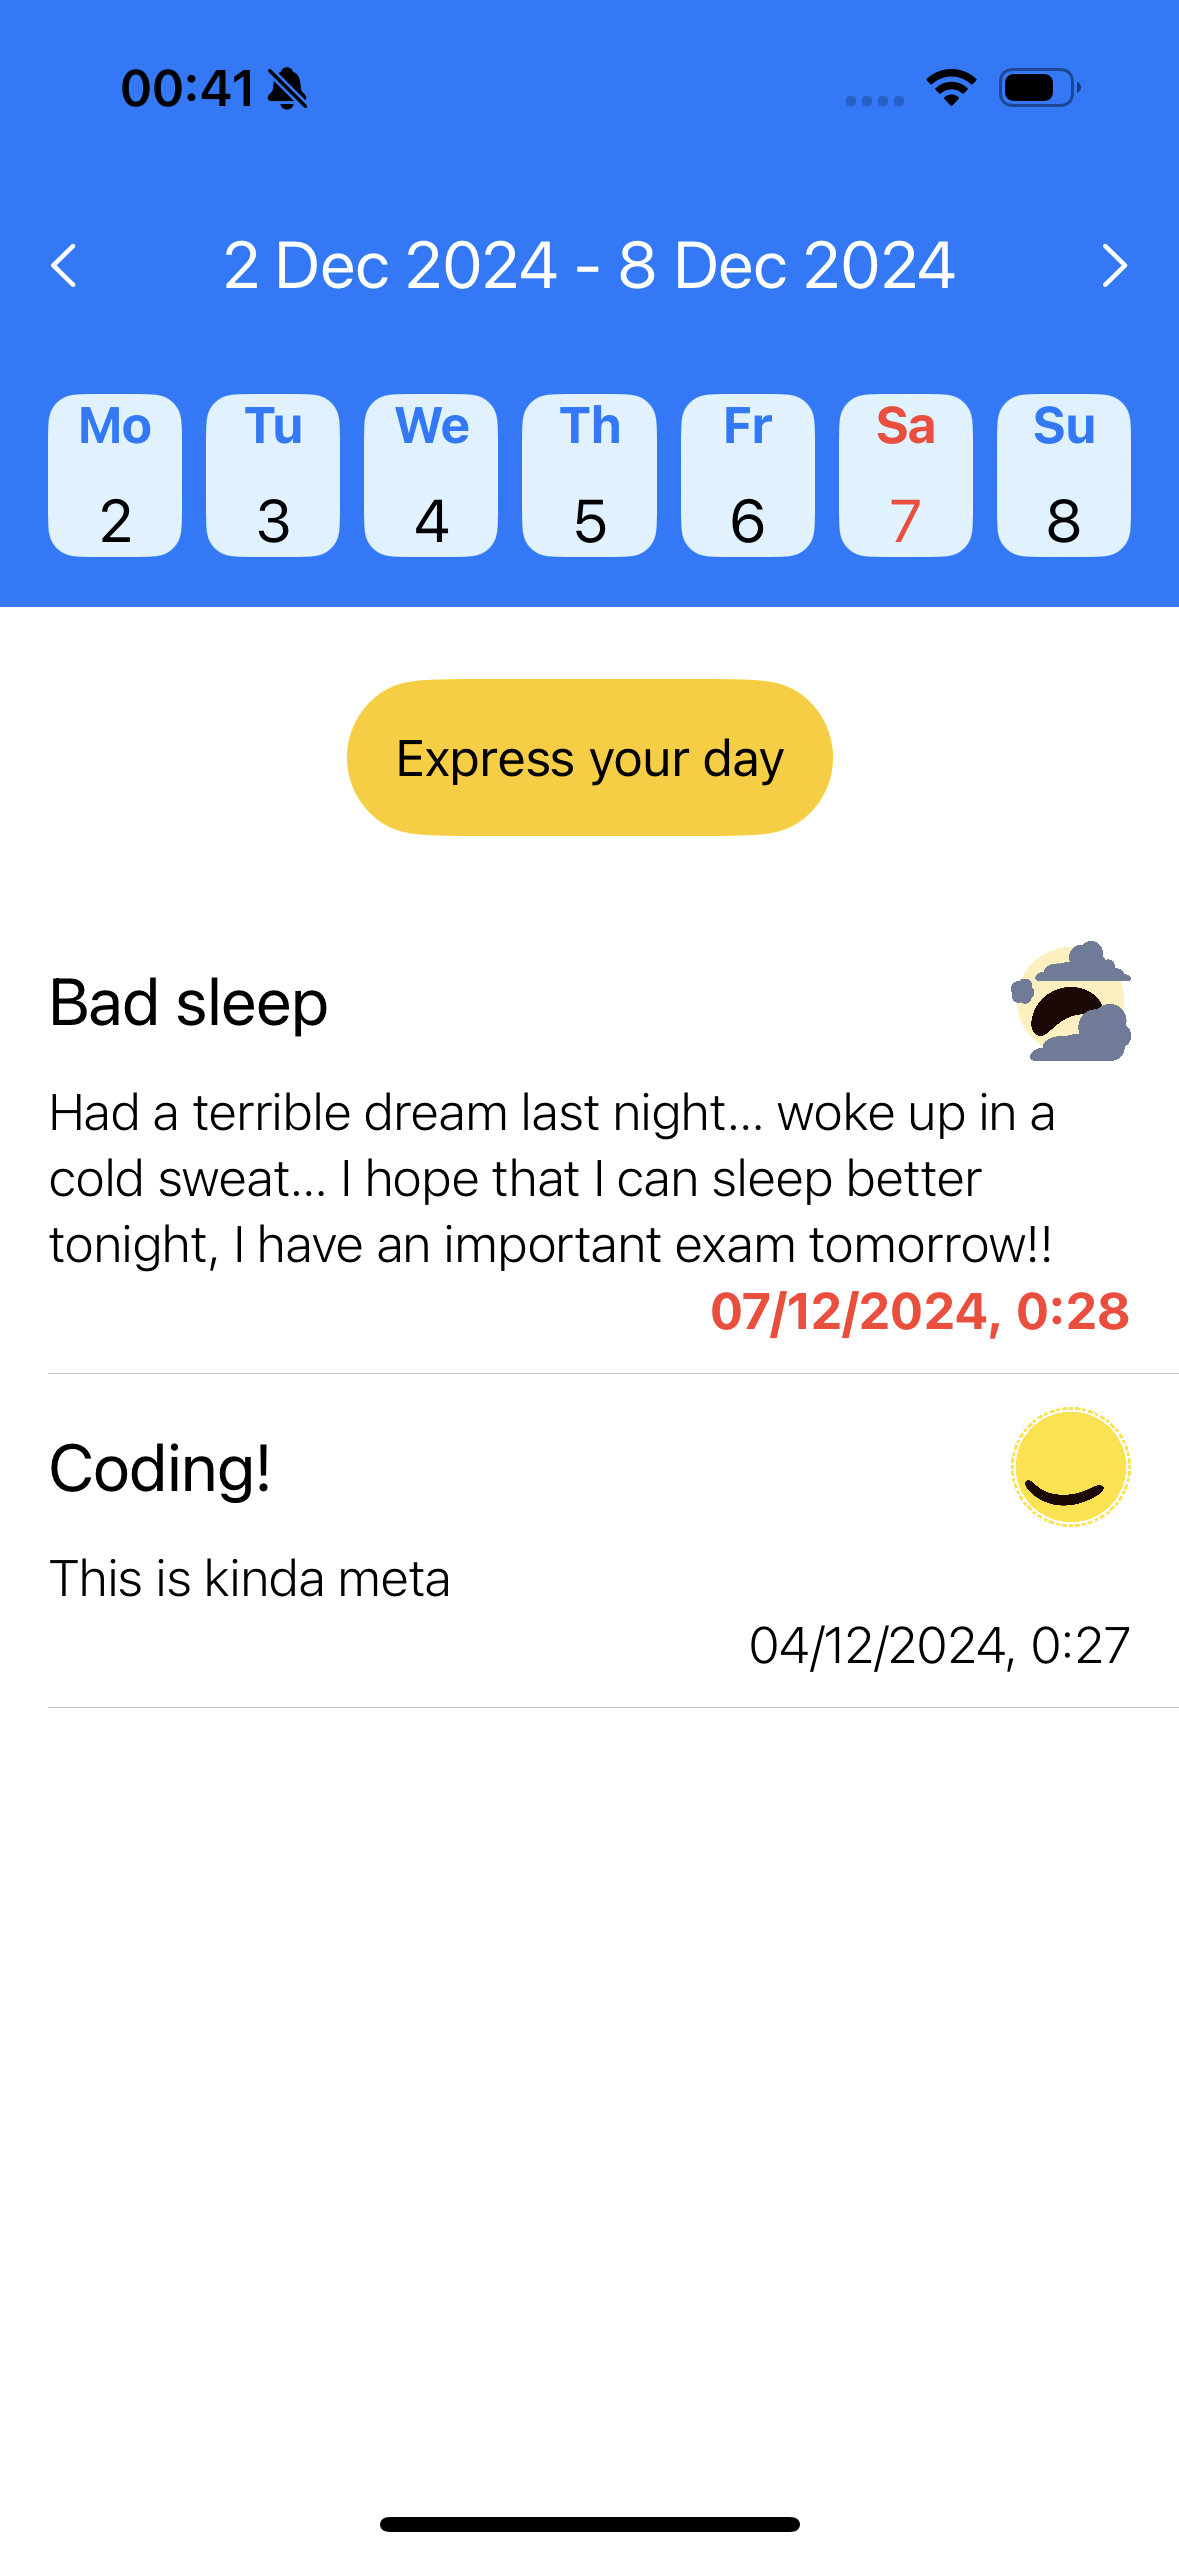 00:41
2 Dec 2024 - 8 Dec 2024
Mo Tu We Th Fr Sa Su
2 3 4 5 6 7 8
Express your day
Bad sleep
Had a terrible dream last night... woke up in a
cold sweat... I hope that I can sleep better
tonight, I have an important exam tomorrow!!
07/12/2024, 0:28
Coding!
This is kinda meta
04/12/2024, 0:27